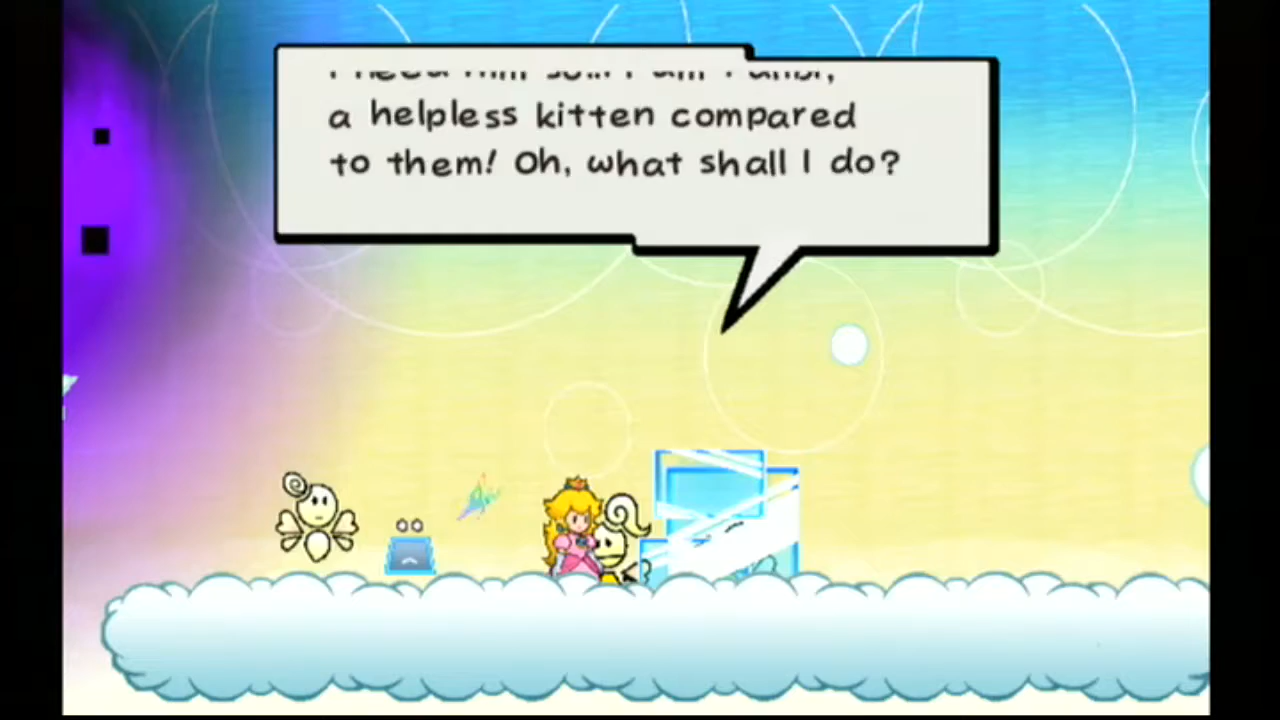 a helpless kitten compared
to them! Oh, what shall I do?